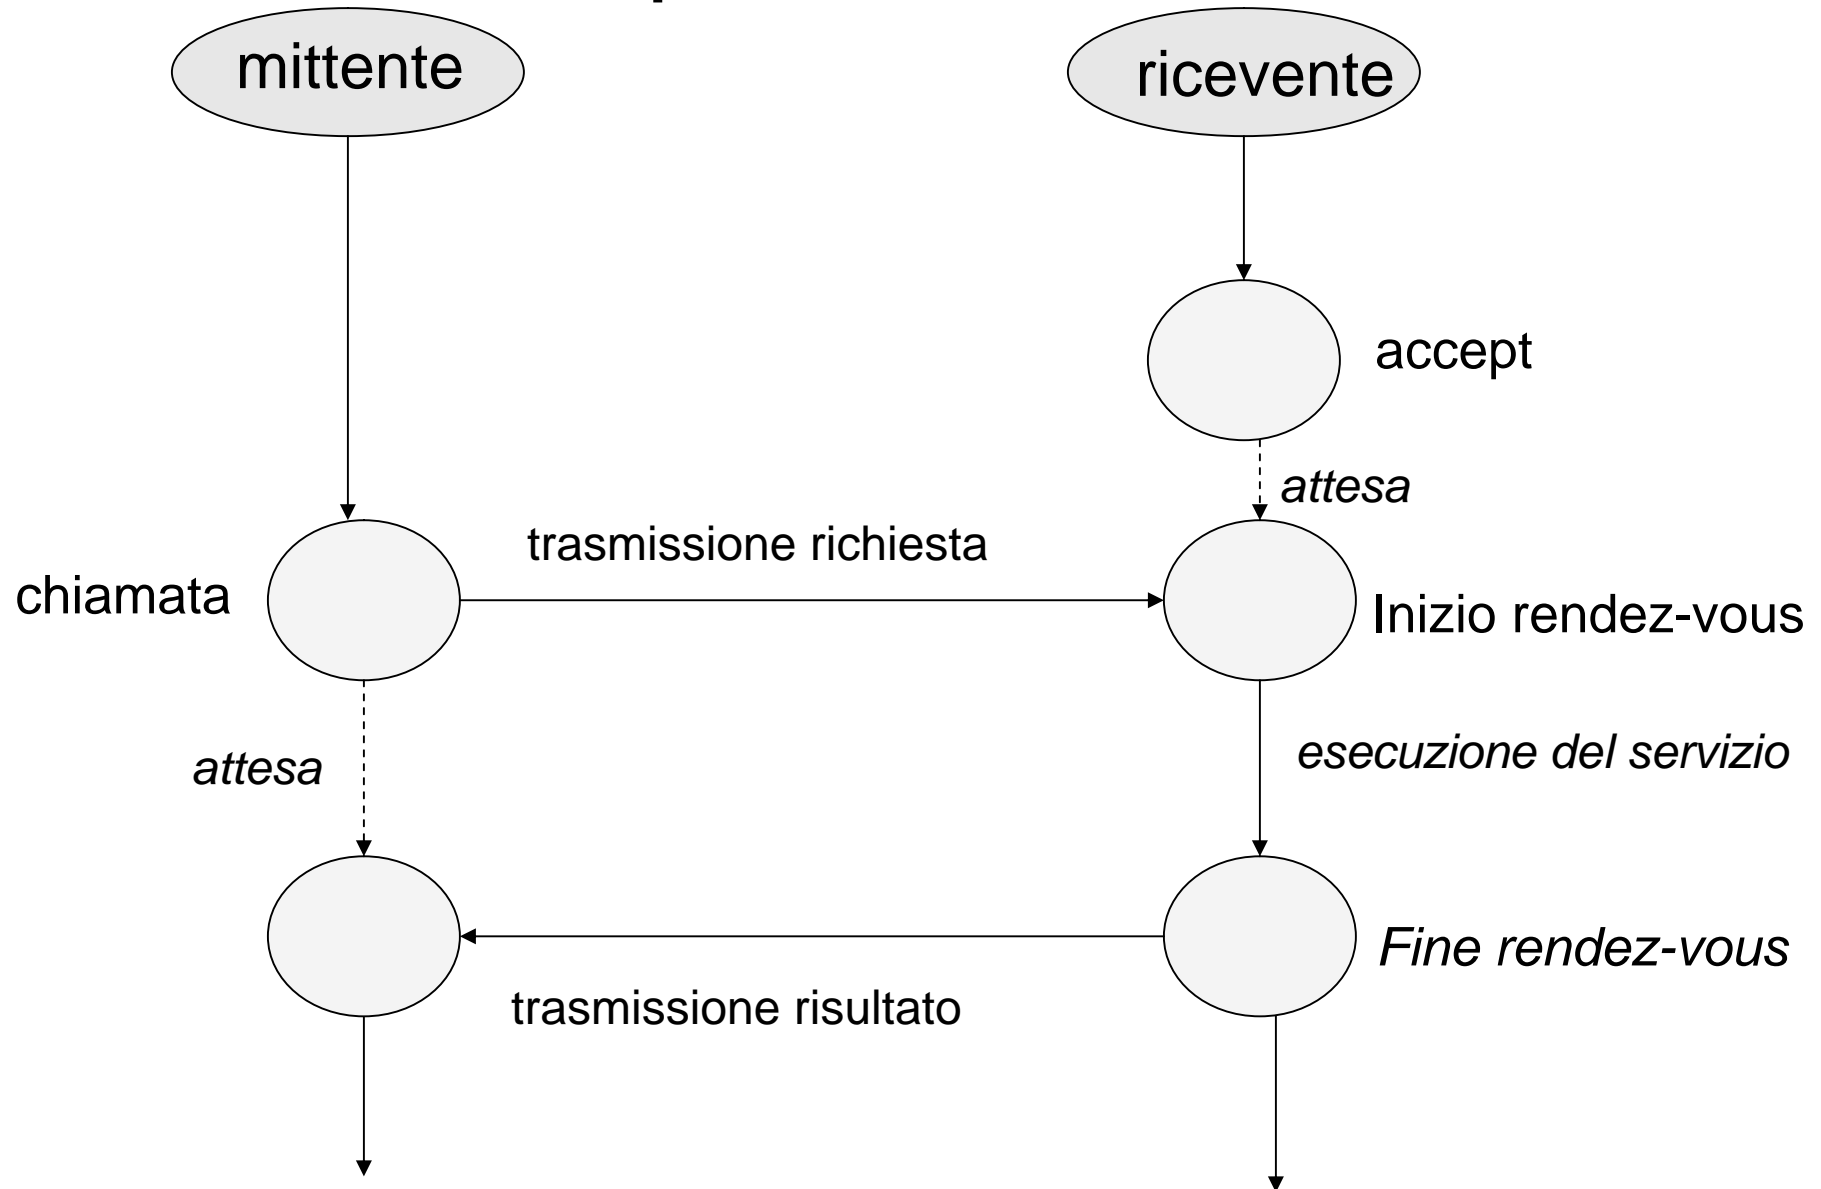 mittente
ricevente
accept
attesa
trasmissione richiesta
chiamata
Inizio rendez-vous
esecuzione del servizio
attesa
Fine rendez-vous
trasmissione risultato